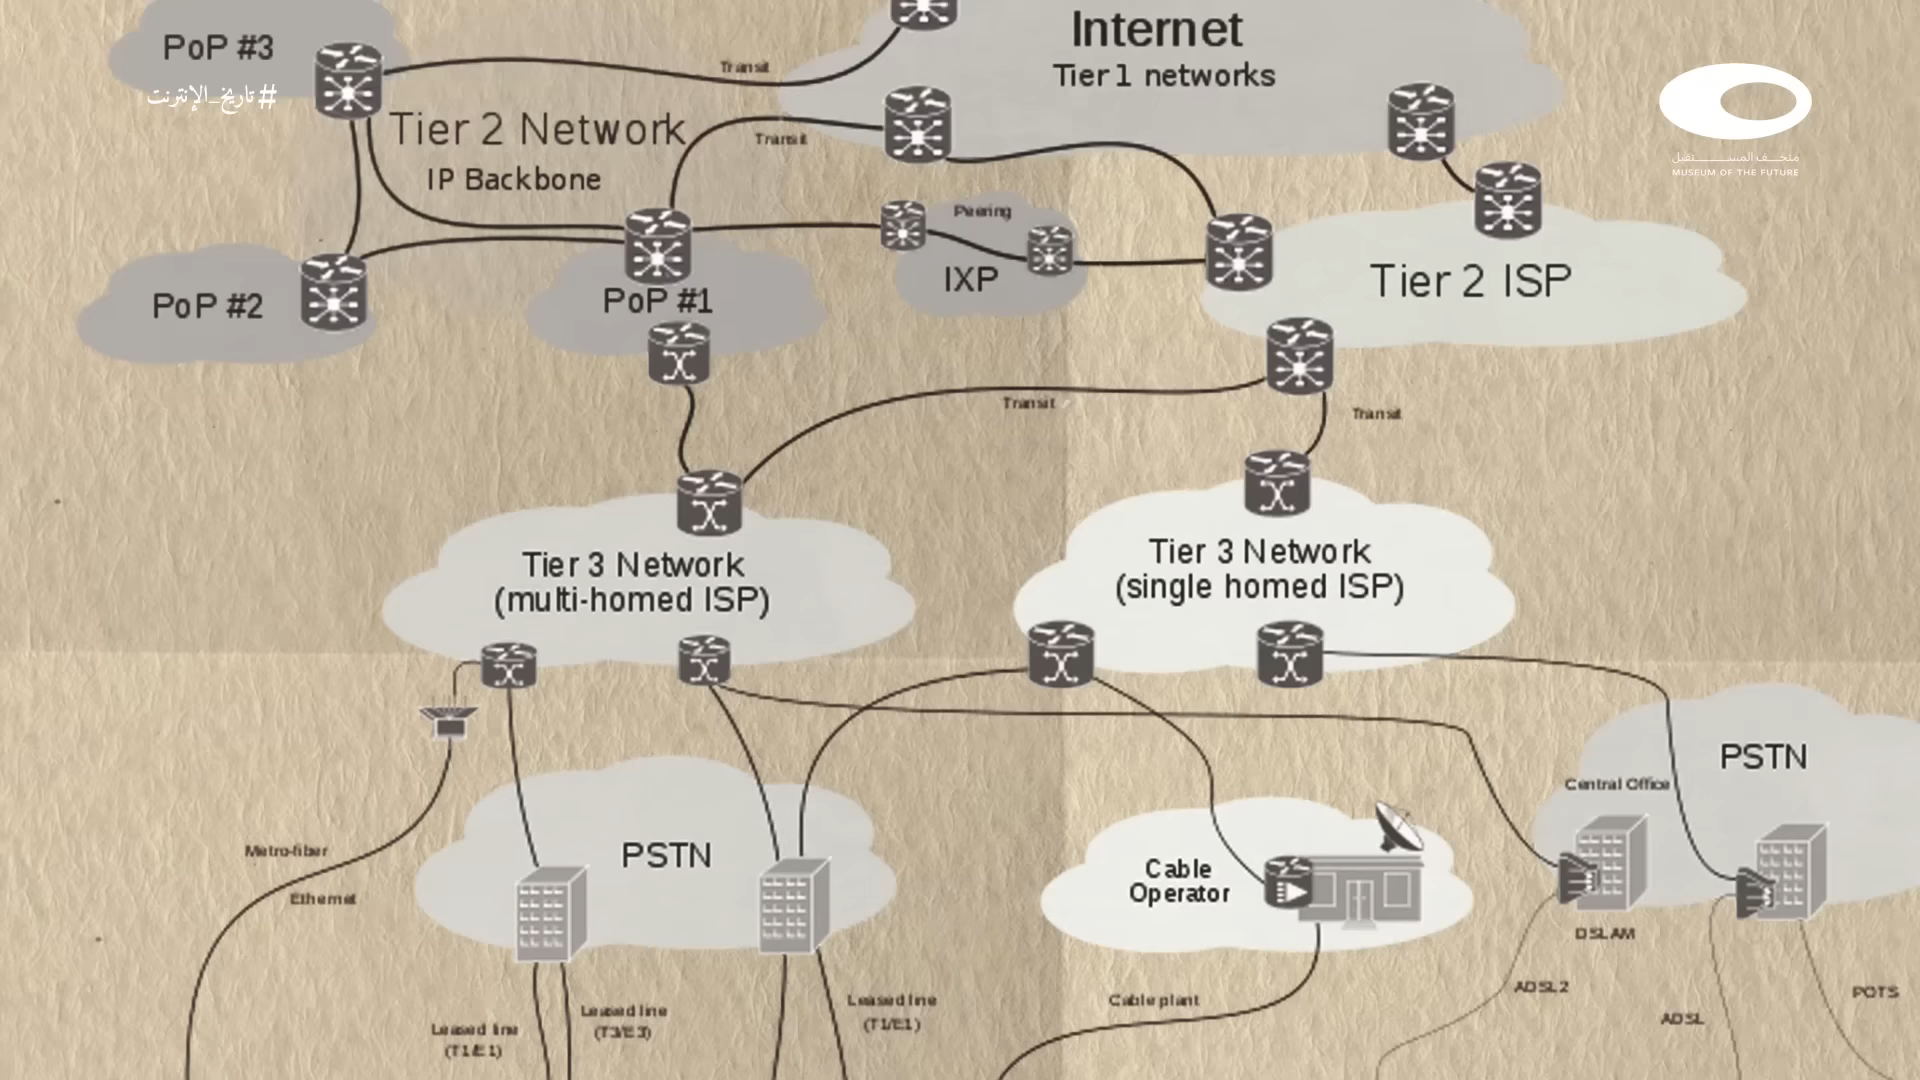 PoP #3
#تاريخ_الإنترنت
Transit
Internet
Tier 1 networks
متحف المستقبل
MUSEUM OF THE FUTURE
Tier 2 Network
IP Backbone
Transit
Peering
IXP
PoP #2
PoP #1
Tier 2 ISP
Transit
Transit
Tier 3 Network
(multi-homed ISP)
Tier 3 Network
(single homed ISP)
PSTN
Central Office
Metro-fiber
Ethernet
PSTN
Cable
Operator
DSLAM
ADSL2
POTS
ADSL
Leased line
(T1/E1)
Leased line
(T3/E3)
Leased line
(T1/E1)
Cable plant